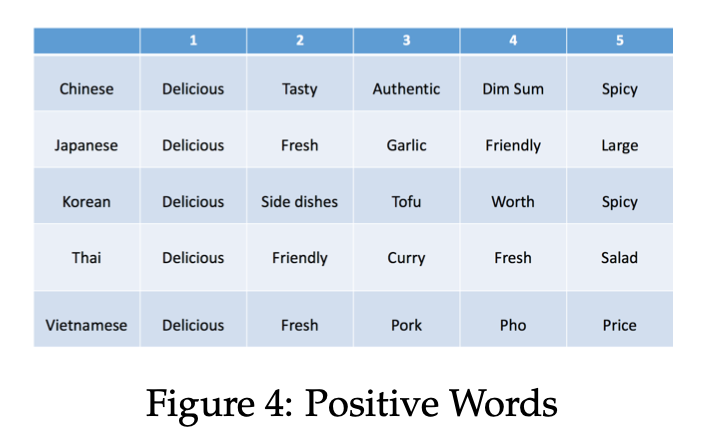 1 2 3 4 5
Chinese Delicious Tasty Authentic Dim Sum Spicy
Japanese Delicious Fresh Garlic Friendly Large
Korean Delicious Side dishes Tofu Worth Spicy
Thai Delicious Friendly Curry Fresh Salad
Vietnamese Delicious Fresh Pork Pho Price
Figure 4: Positive Words